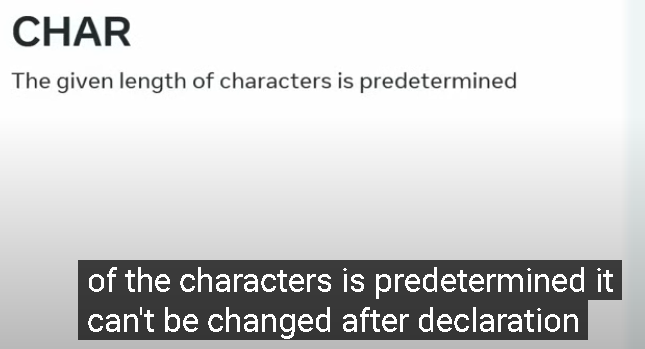 CHAR
The given length of characters is predetermined
of the characters is predetermined it
can't be changed after declaration